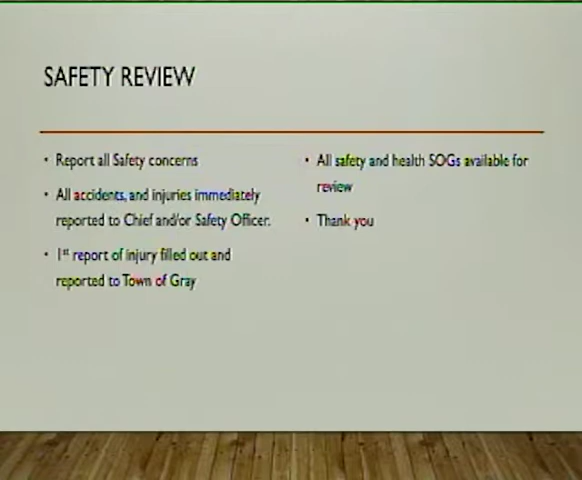 SAFETY REVIEW
• Report all Safety concerns
• All accidents, and injuries immediately
reported to Chief and/or Safety Officer.
• 1st report of injury filled out and
reported to Town of Gray
• All safety and health SOGs available for
review
• Thank you